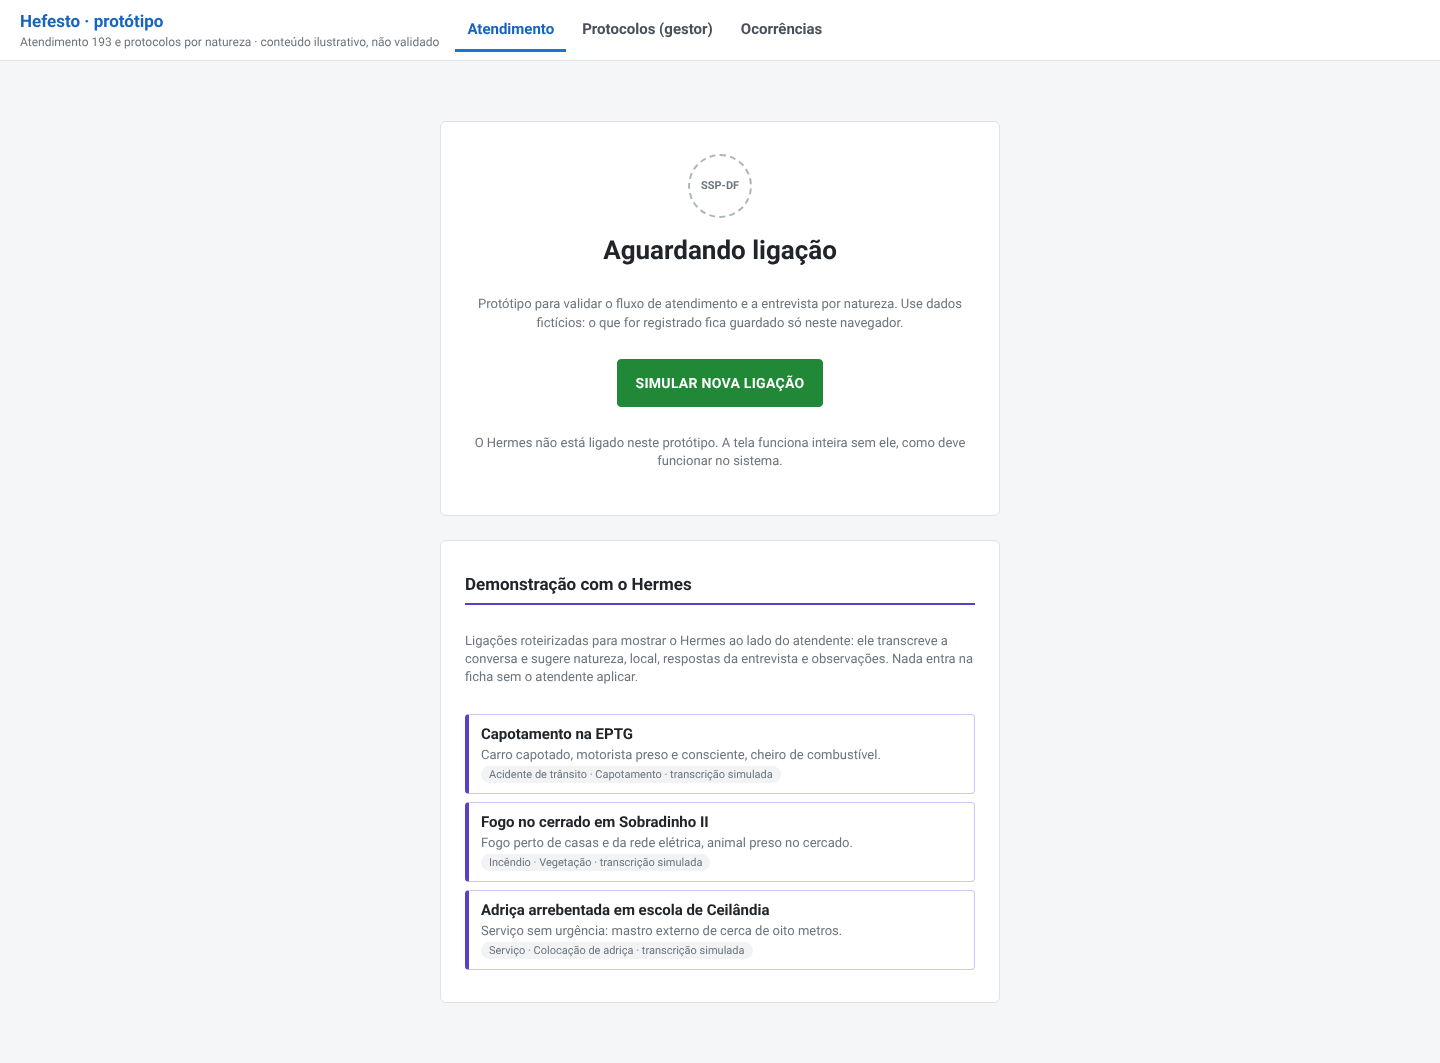 Hefesto · protótipo
Atendimento 193 e protocolos por natureza · conteúdo ilustrativo, não validado
Atendimento
Protocolos (gestor)
Ocorrências
SSP-DF
Aguardando ligação
Protótipo para validar o fluxo de atendimento e a entrevista por natureza. Use dados
fictícios: o que for registrado fica guardado só neste navegador.
SIMULAR NOVA LIGAÇÃO
O Hermes não está ligado neste protótipo. A tela funciona inteira sem ele, como deve
funcionar no sistema.
Demonstração com o Hermes
Ligações roteirizadas para mostrar o Hermes ao lado do atendente: ele transcreve a
conversa e sugere natureza, local, respostas da entrevista e observações. Nada entra na
ficha sem o atendente aplicar.
Capotamento na EPTG
Carro capotado, motorista preso e consciente, cheiro de combustível.
Acidente de trânsito · Capotamento · transcrição simulada
Fogo no cerrado em Sobradinho II
Fogo perto de casas e da rede elétrica, animal preso no cercado.
Incêndio · Vegetação · transcrição simulada
Adriça arrebentada em escola de Ceilândia
Serviço sem urgência: mastro externo de cerca de oito metros.
Serviço · Colocação de adriça · transcrição simulada